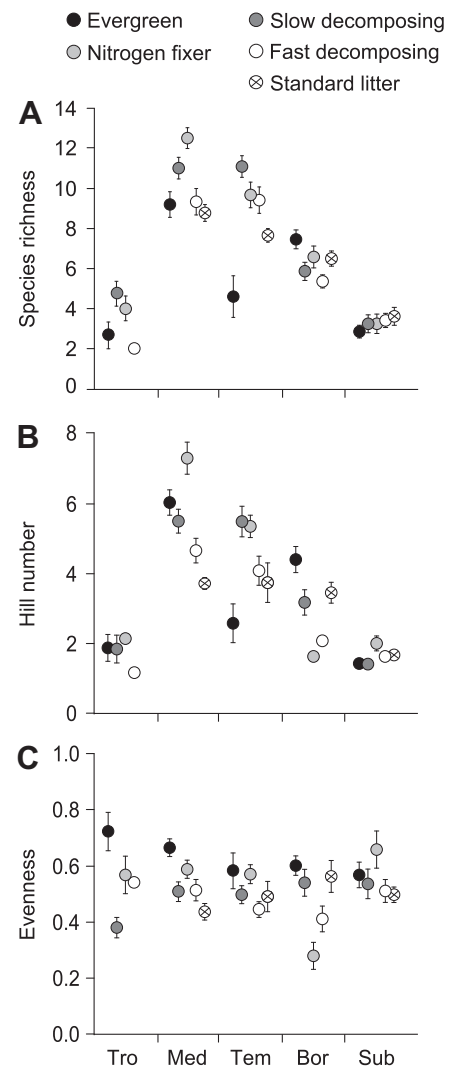 Evergreen
Slow decomposing
Nitrogen fixer
Fast decomposing
Standard litter
A
14
12
10
8
6
4
2
0
Species richness
B
8
6
4
2
0
Hill number
C
1.0
0.8
0.6
0.4
0.2
0.0
Evenness
Tro Med Tem Bor Sub